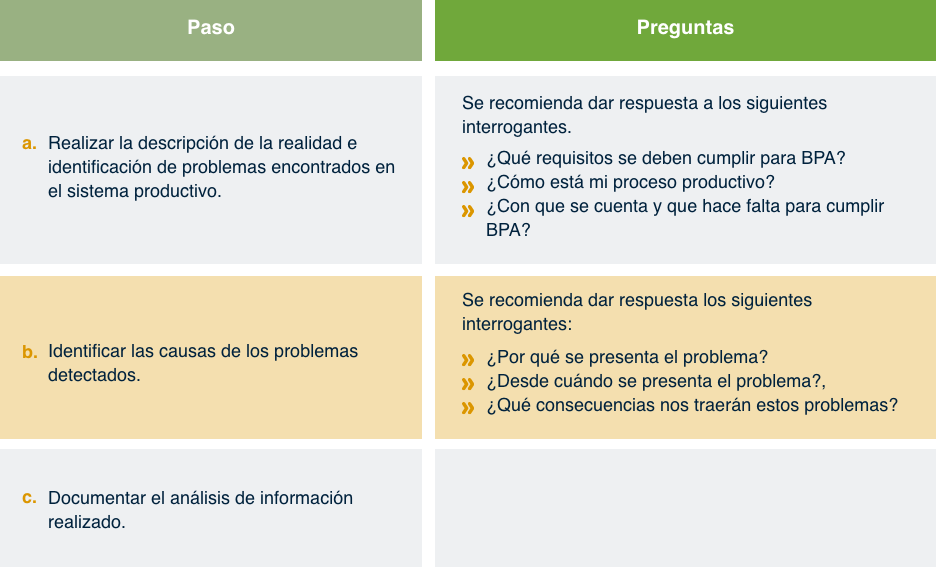 Paso
Preguntas
a. Realizar la descripción de la realidad e
identificación de problemas encontrados en
el sistema productivo.
Se recomienda dar respuesta a los siguientes
interrogantes.
» ¿Qué requisitos se deben cumplir para BPA?
» ¿Cómo está mi proceso productivo?
» ¿Con que se cuenta y que hace falta para cumplir
BPA?
b. Identificar las causas de los problemas
detectados.
Se recomienda dar respuesta los siguientes
interrogantes:
» ¿Por qué se presenta el problema?
» ¿Desde cuándo se presenta el problema?,
» ¿Qué consecuencias nos traerán estos problemas?
c. Documentar el análisis de información
realizado.